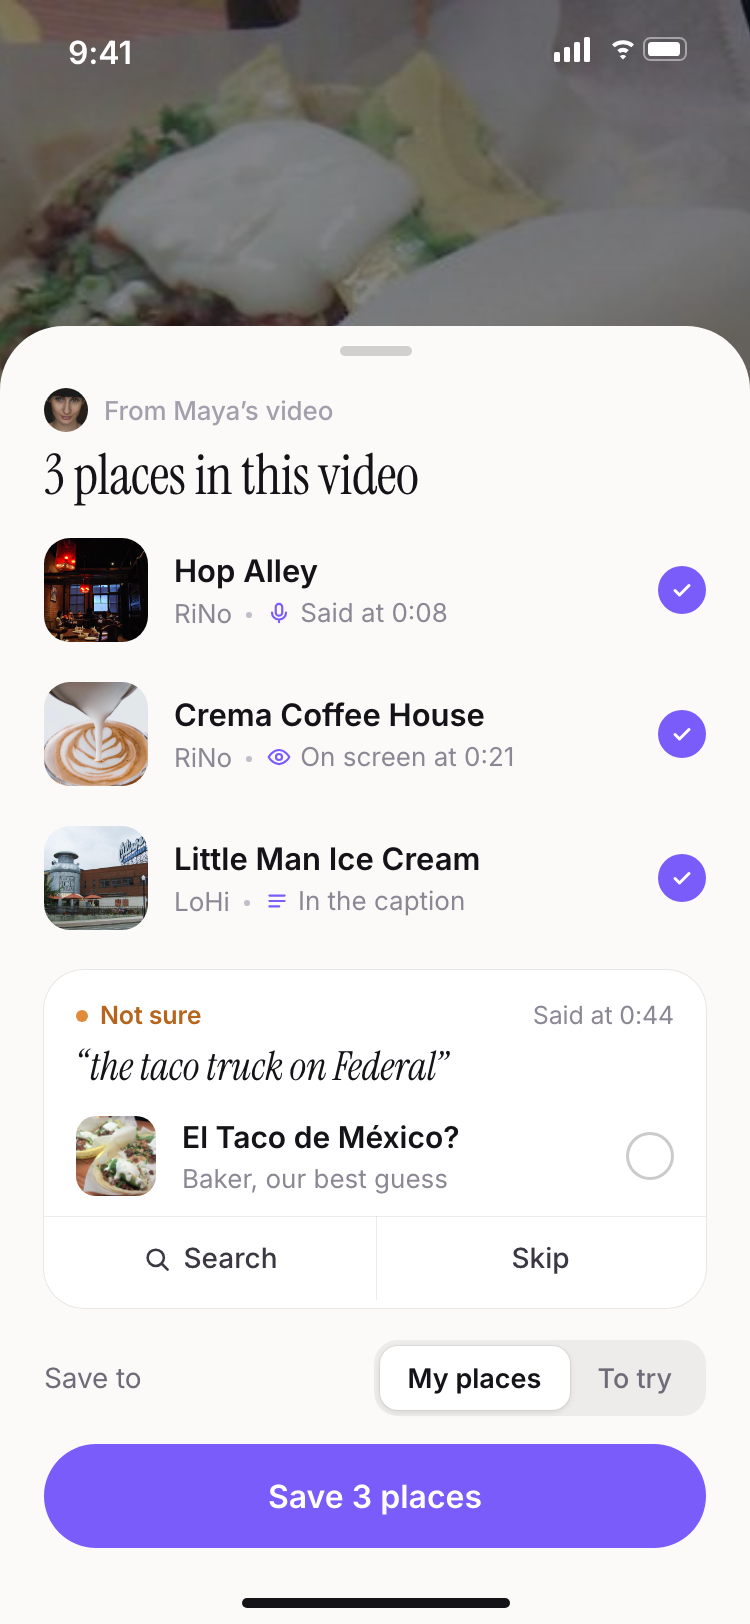 9:41
From Maya’s video
3 places in this video
Hop Alley
RiNo • Said at 0:08
Crema Coffee House
RiNo • On screen at 0:21
Little Man Ice Cream
LoHi • In the caption
Not sure
Said at 0:44
“the taco truck on Federal”
El Taco de México?
Baker, our best guess
Search
Skip
Save to
My places
To try
Save 3 places